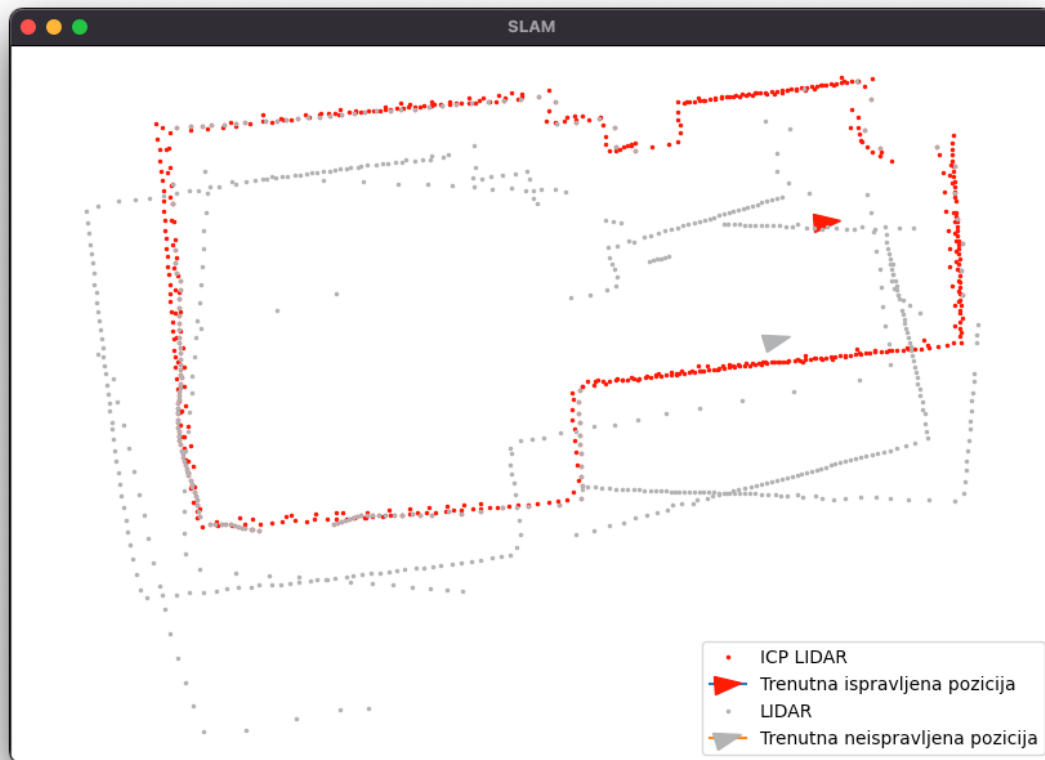 SLAM
ICP LIDAR
Trenutna ispravljena pozicija
LIDAR
Trenutna neispravljena pozicija